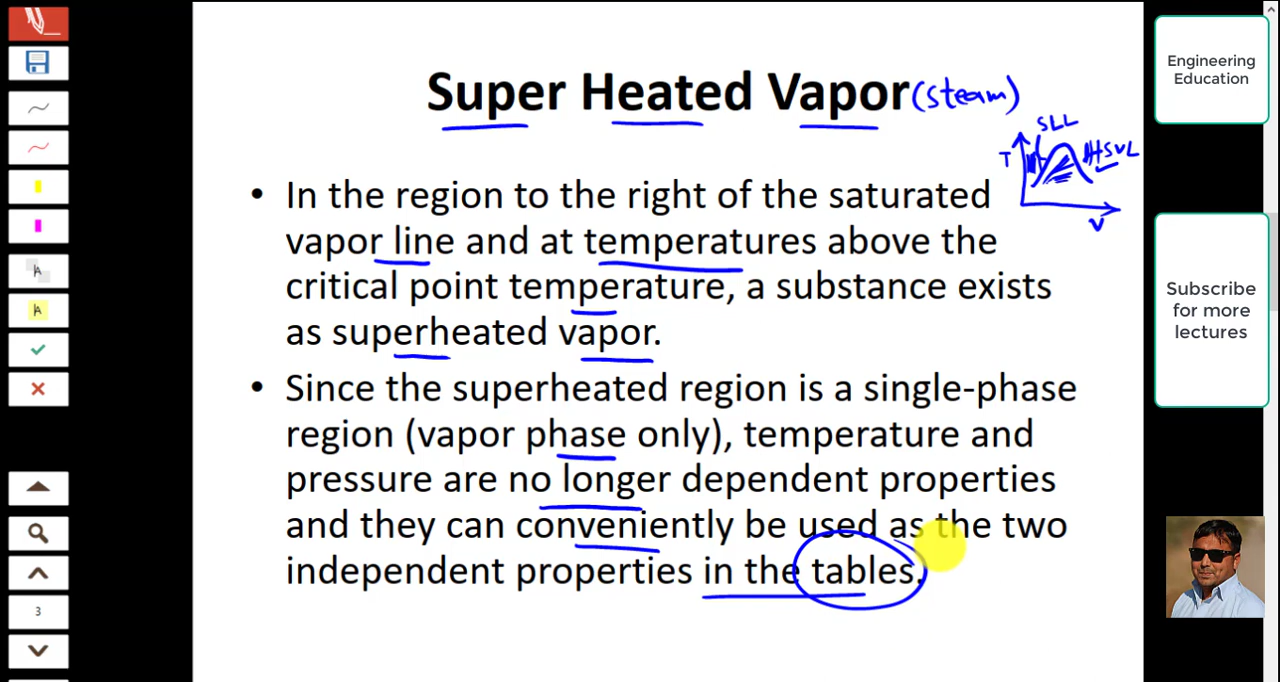 Super Heated Vapor (steam)
SLL
T
SVL
V
• In the region to the right of the saturated
vapor line and at temperatures above the
critical point temperature, a substance exists
as superheated vapor.
• Since the superheated region is a single-phase
region (vapor phase only), temperature and
pressure are no longer dependent properties
and they can conveniently be used as the two
independent properties in the tables.
Engineering
Education
Subscribe
for more
lectures
A
A
3